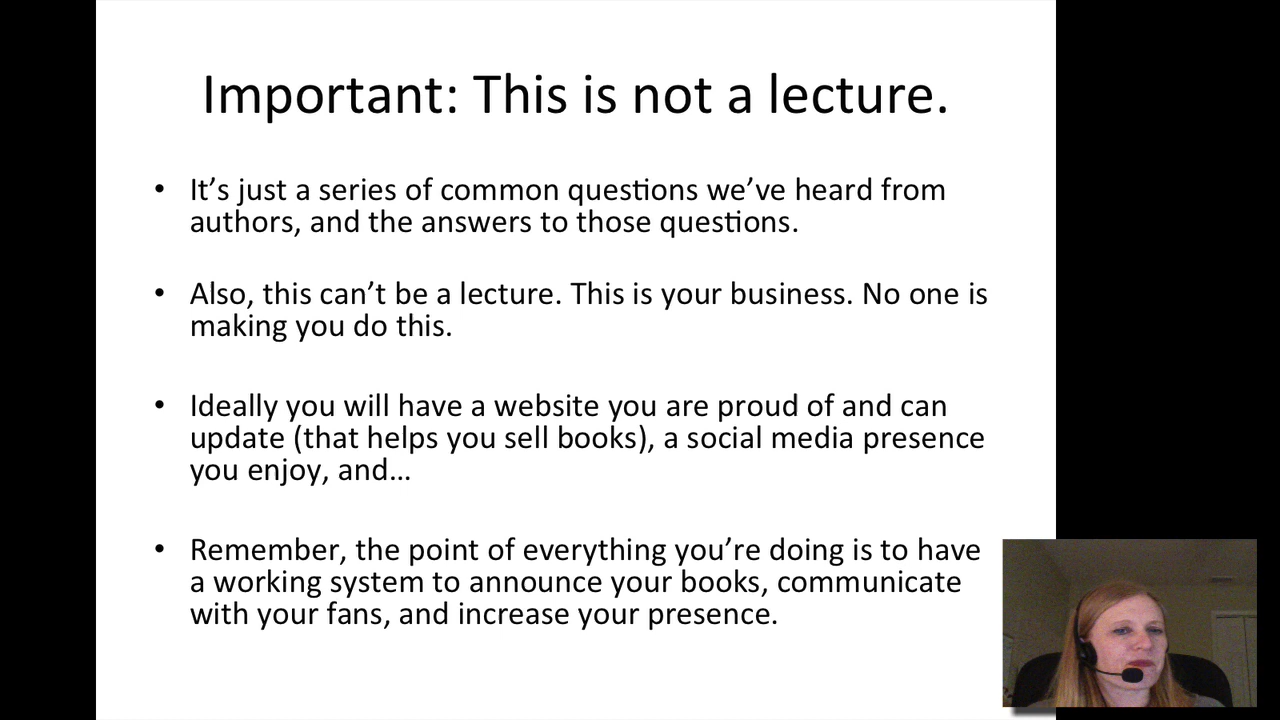 Important: This is not a lecture.
• It’s just a series of common questions we’ve heard from
authors, and the answers to those questions.
• Also, this can’t be a lecture. This is your business. No one is
making you do this.
• Ideally you will have a website you are proud of and can
update (that helps you sell books), a social media presence
you enjoy, and…
• Remember, the point of everything you’re doing is to have
a working system to announce your books, communicate
with your fans, and increase your presence.